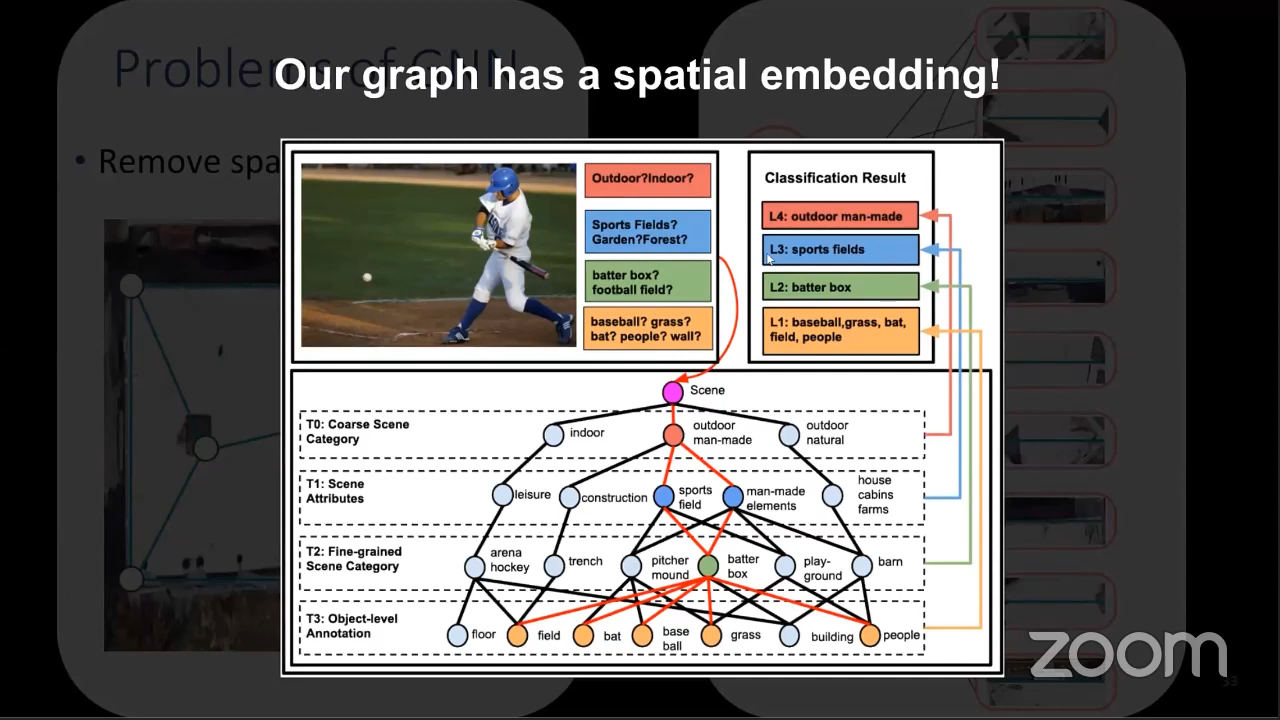 Our graph has a spatial embedding!
Problems of CNN
• Remove spa
Outdoor?Indoor?
Sports Fields?
Garden?Forest?
batter box?
football field?
baseball? grass?
bat? people? wall?
Classification Result
L4: outdoor man-made
L3: sports fields
L2: batter box
L1: baseball,grass, bat,
field, people
Scene
T0: Coarse Scene
Category
indoor
outdoor
man-made
outdoor
natural
T1: Scene
Attributes
leisure
construction
sports
field
man-made
elements
house
cabins
farms
T2: Fine-grained
Scene Category
arena
hockey
trench
pitcher
mound
batter
box
play-
ground
barn
T3: Object-level
Annotation
floor
field
bat
base
ball
grass
building
people
zoom
33